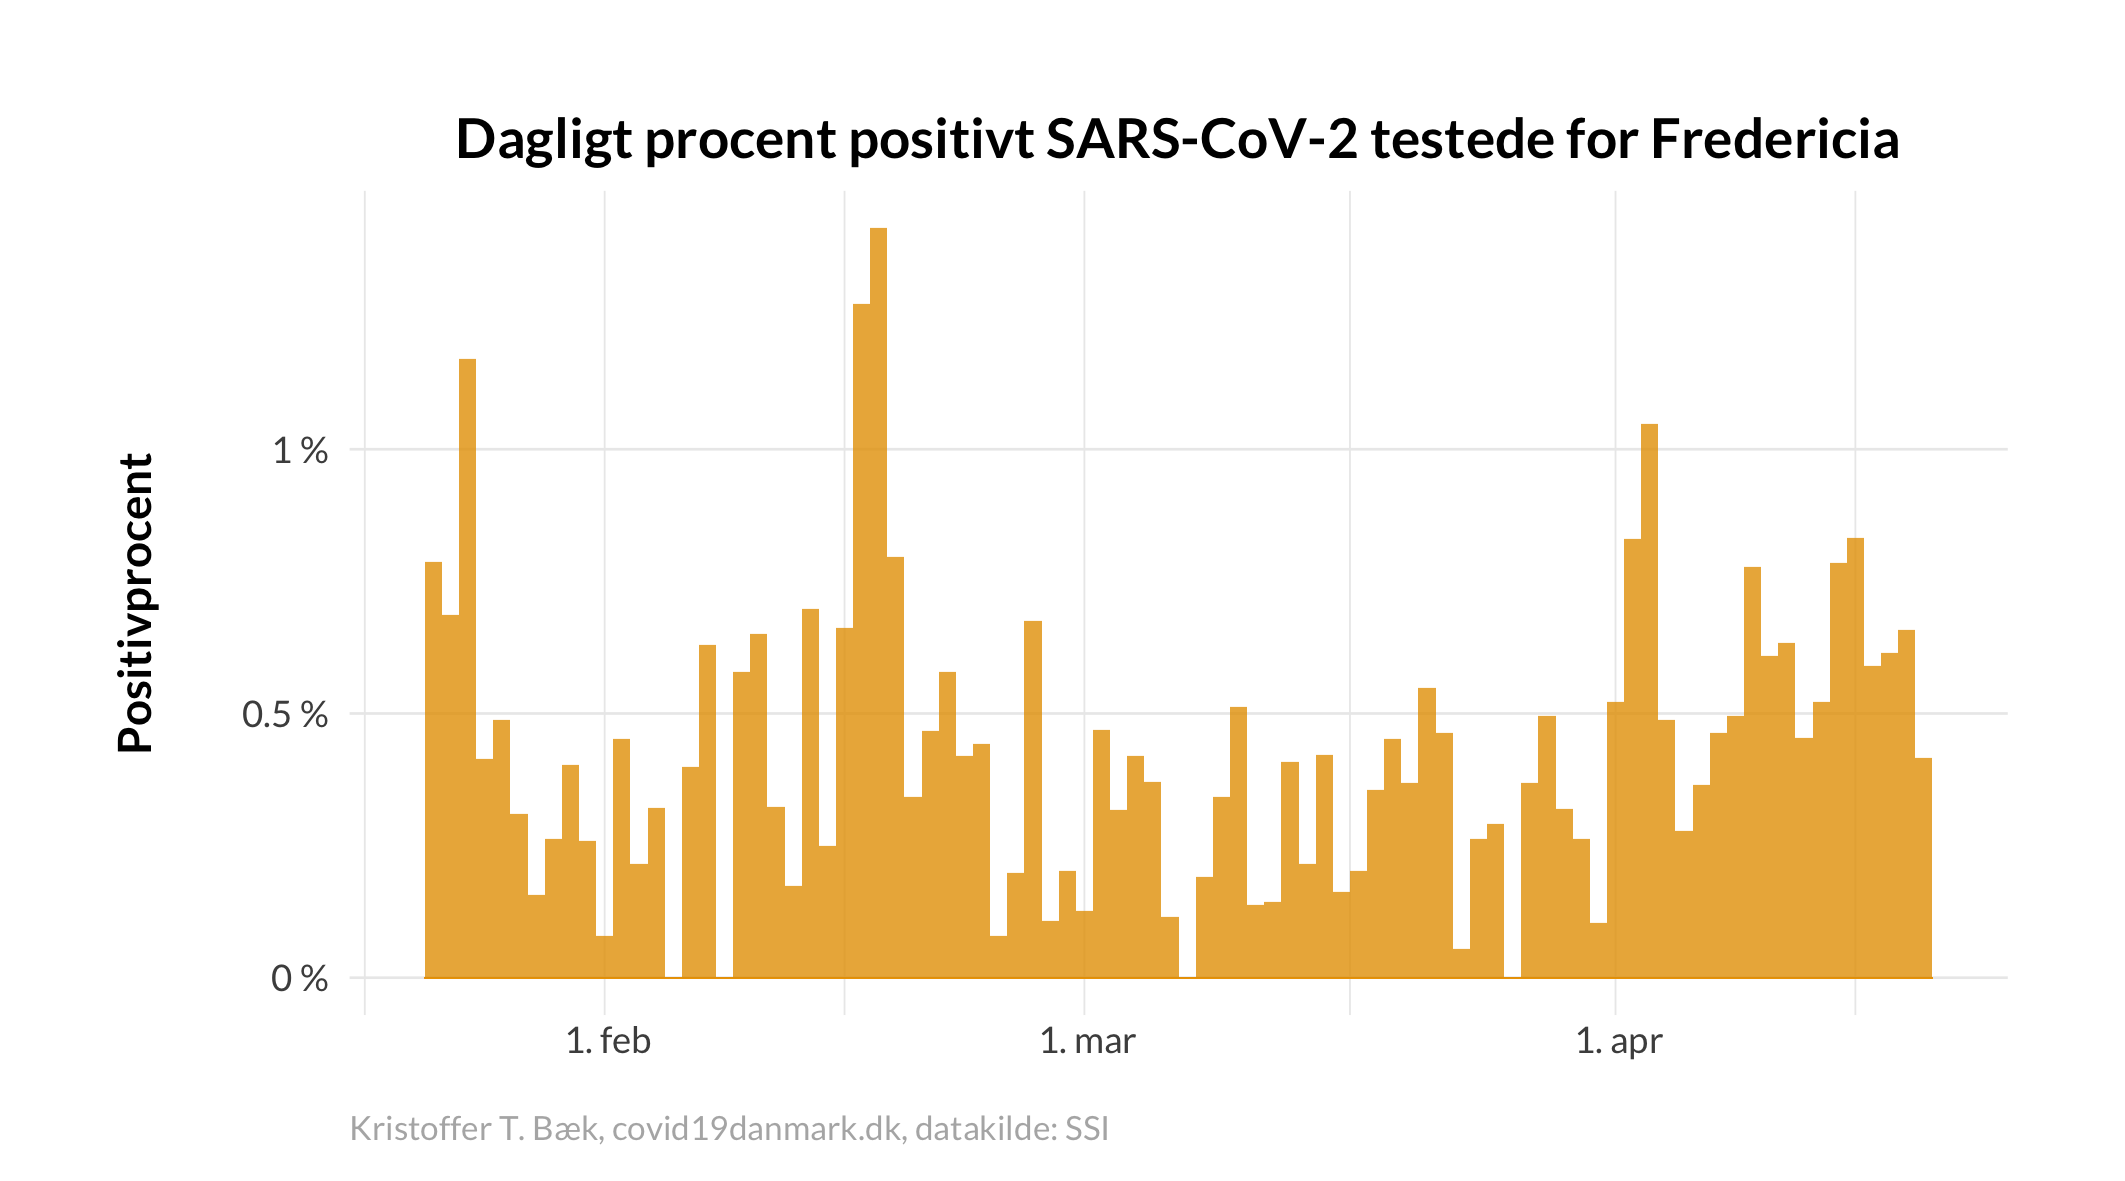 Dagligt procent positivt SARS-CoV-2 testede for Fredericia
Positivprocent
1 %
0.5 %
0 %
1. feb
1. mar
1. apr
Kristoffer T. Bæk, covid19danmark.dk, datakilde: SSI